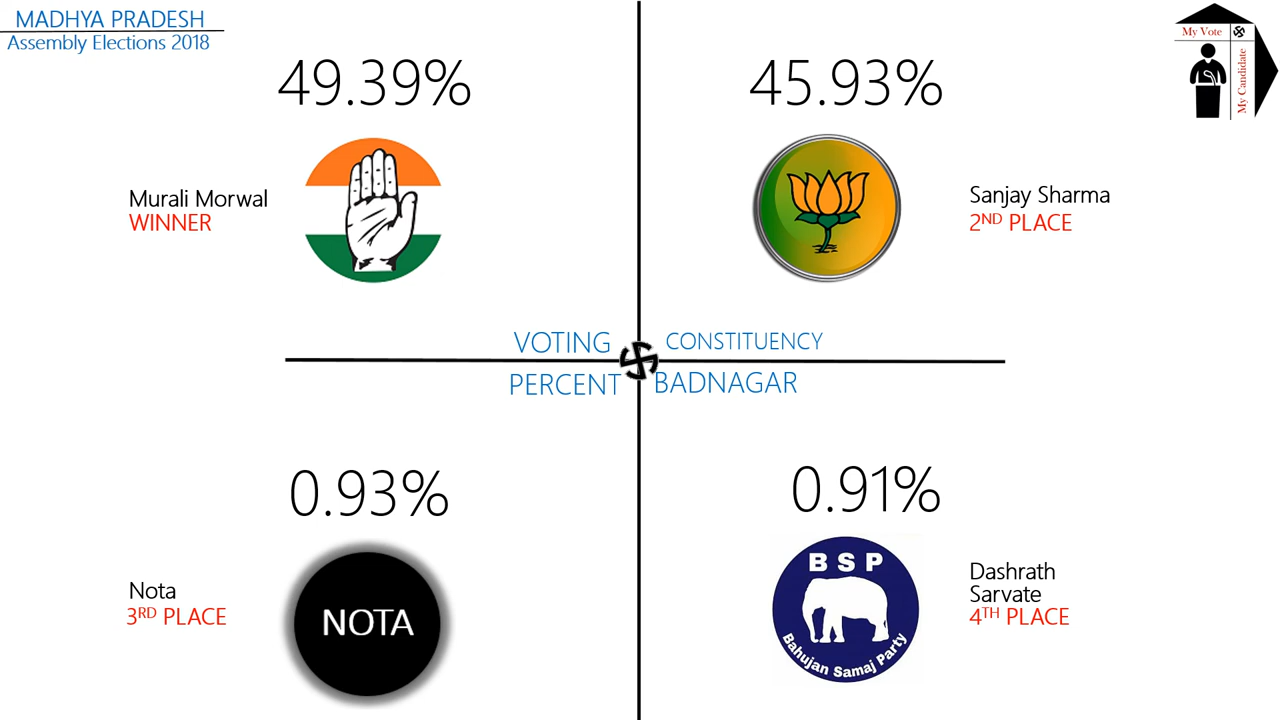 MADHYA PRADESH
Assembly Elections 2018
My Vote
My Candidate
49.39%
Murali Morwal
WINNER
45.93%
Sanjay Sharma
2ND PLACE
VOTING
PERCENT
CONSTITUENCY
BADNAGAR
0.93%
Nota
3RD PLACE
NOTA
0.91%
BSP
Bahujan Samaj Party
Dashrath
Sarvate
4TH PLACE